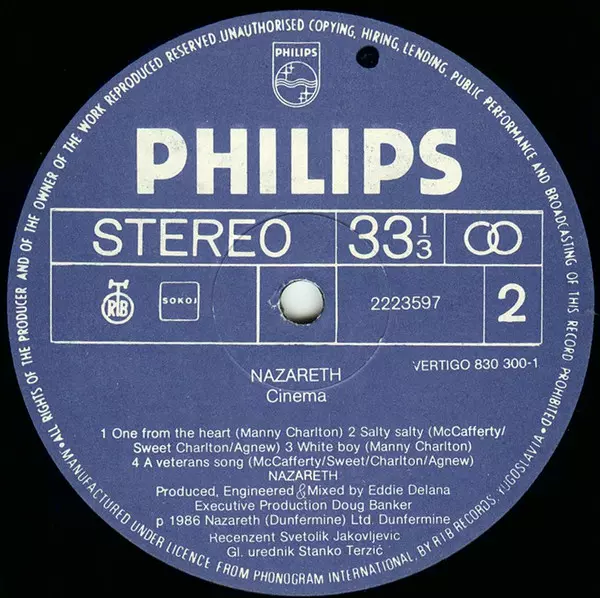 ALL RIGHTS OF THE PRODUCER AND OF THE OWNER OF THE WORK REPRODUCED RESERVED. UNAUTHORISED COPYING, HIRING, LENDING, PUBLIC PERFORMANCE AND BROADCASTING OF THIS RECORD PROHIBITED •
PHILIPS
PHILIPS
STEREO 33 1/3
RTB SOKOJ 2223597 2
NAZARETH VERTIGO 830 300-1
Cinema
1 One from the heart (Manny Charlton) 2 Salty salty (McCafferty/
Sweet Charlton/Agnew) 3 White boy (Manny Charlton)
4 A veterans song (McCafferty/Sweet/Charlton/Agnew)
NAZARETH
Produced, Engineered & Mixed by Eddie Delana
Executive Production Doug Banker
p 1986 Nazareth (Dunfermine) Ltd. Dunfermine
Recenzent Svetolik Jakovljevic
Gl. urednik Stanko Terzić
• MANUFACTURED UNDER LICENCE FROM PHONOGRAM INTERNATIONAL, BY RTB RECORDS, YUGOSLAVIA •